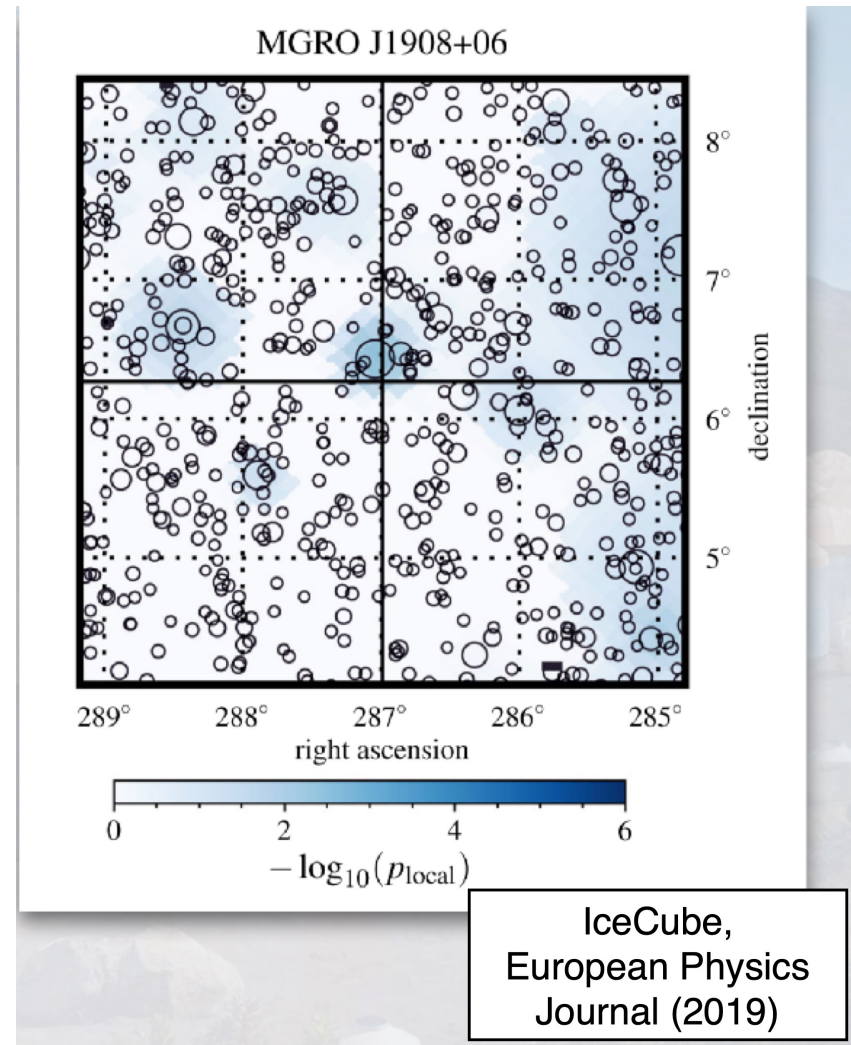 MGRO J1908+06
8°
7°
6°
5°
declination
289° 288° 287° 286° 285°
right ascension
0 2 4 6
− log₁₀(p_local)
IceCube,
European Physics
Journal (2019)